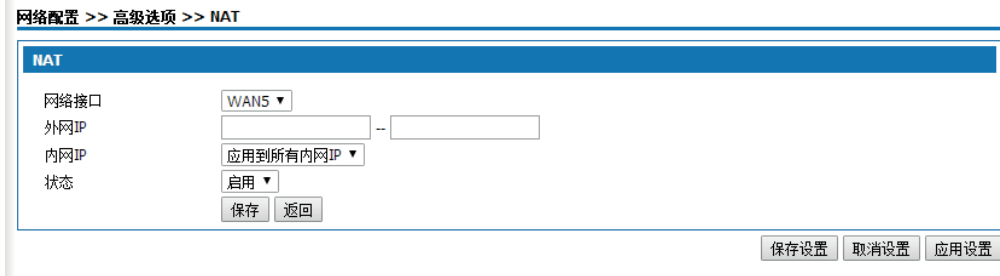 网络配置 >> 高级选项 >> NAT
NAT
网络接口 WAN5
外网IP --
内网IP 应用到所有内网IP
状态 启用
保存 返回
保存设置 取消设置 应用设置